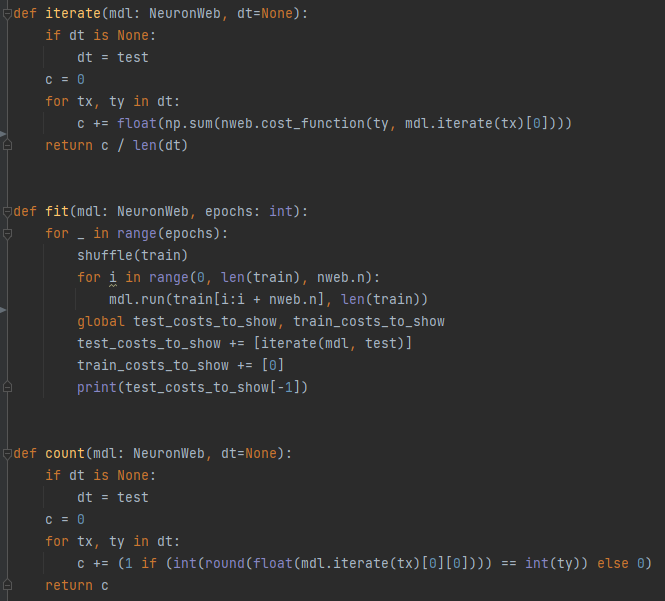 def iterate(mdl: NeuronWeb, dt=None):
    if dt is None:
        dt = test
    c = 0
    for tx, ty in dt:
        c += float(np.sum(nweb.cost_function(ty, mdl.iterate(tx)[0])))
    return c / len(dt)
def fit(mdl: NeuronWeb, epochs: int):
    for _ in range(epochs):
        shuffle(train)
        for i in range(0, len(train), nweb.n):
            mdl.run(train[i:i + nweb.n], len(train))
        global test_costs_to_show, train_costs_to_show
        test_costs_to_show += [iterate(mdl, test)]
        train_costs_to_show += [0]
        print(test_costs_to_show[-1])
def count(mdl: NeuronWeb, dt=None):
    if dt is None:
        dt = test
    c = 0
    for tx, ty in dt:
        c += (1 if (int(round(float(mdl.iterate(tx)[0][0]))) == int(ty)) else 0)
    return c